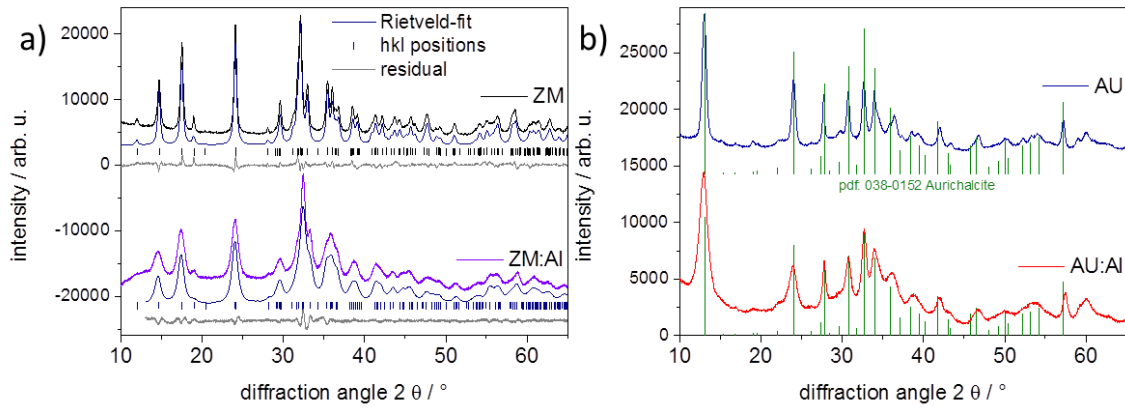 a)
Rietveld-fit
hkl positions
residual
ZM
ZM:Al
20000
10000
0
-10000
-20000
intensity / arb. u.
10 20 30 40 50 60
diffraction angle 2 θ / °
b)
AU
pdf: 038-0152 Aurichalcite
AU:Al
25000
20000
15000
10000
5000
0
intensity / arb. u.
10 20 30 40 50 60
diffraction angle 2 θ / °